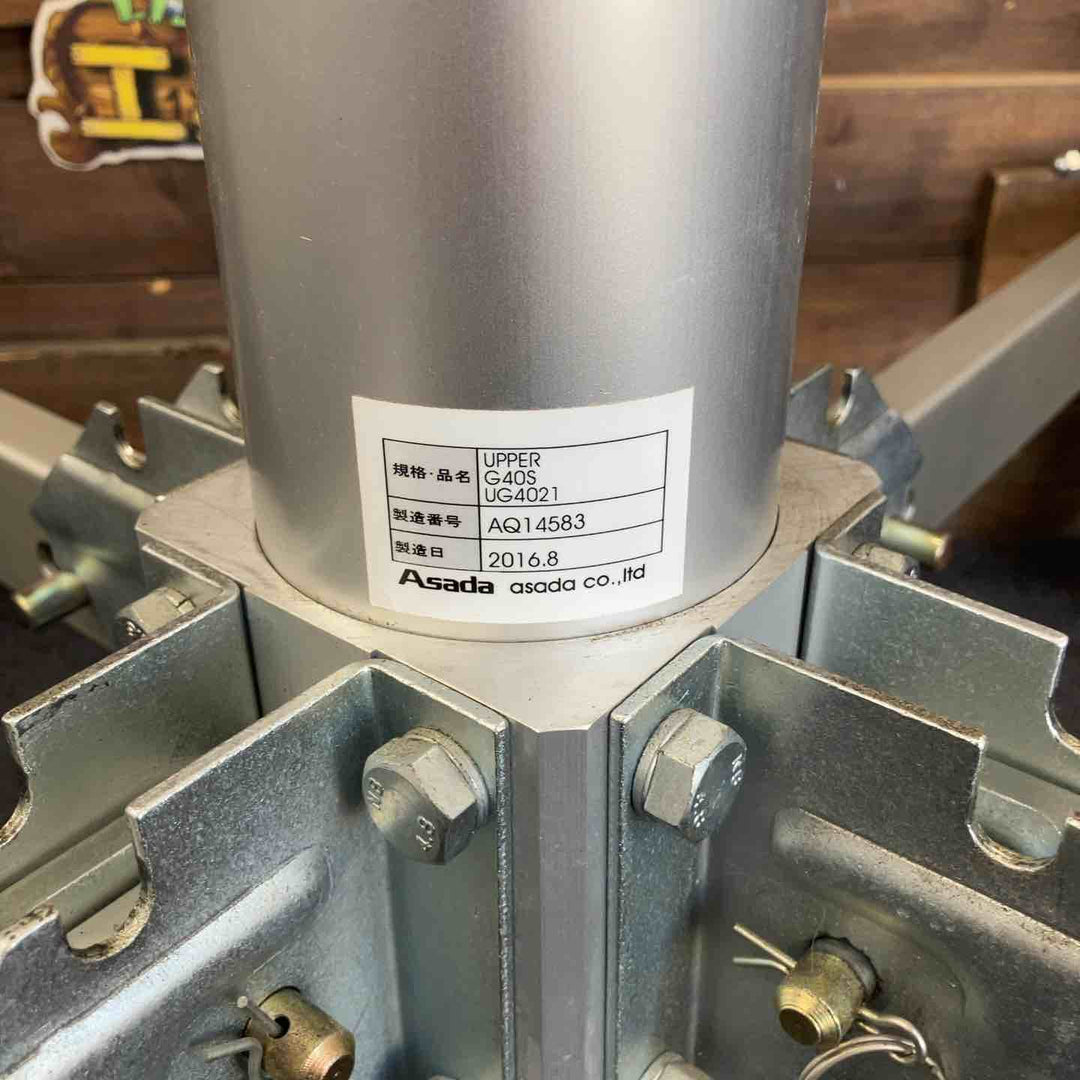 エ
規格・品名 UPPER
G40S
UG4021
製造番号 AQ14583
製造日 2016.8
Asada asada co.,ltd